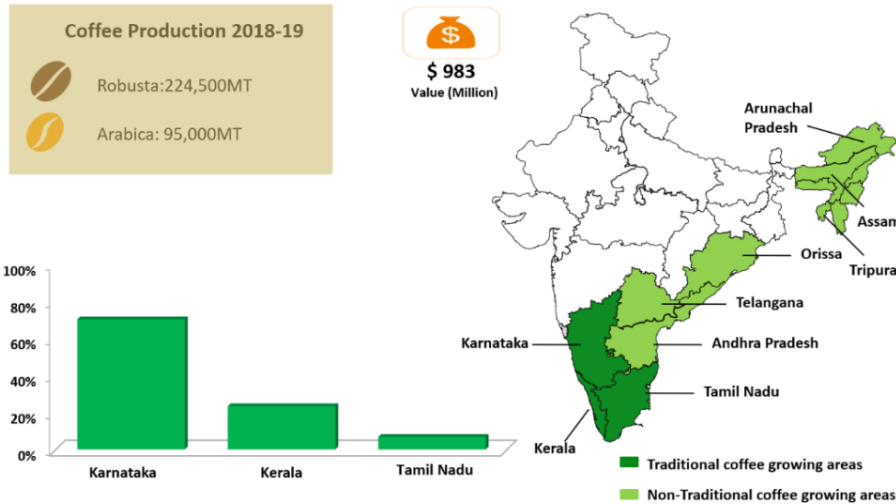 Coffee Production 2018-19
Robusta:224,500MT
Arabica: 95,000MT
$
$ 983
Value (Million)
Arunachal
Pradesh
Assam
Tripura
Orissa
Telangana
Andhra Pradesh
Karnataka
Tamil Nadu
Kerala
Traditional coffee growing areas
Non-Traditional coffee growing areas
100%
80%
60%
40%
20%
0%
Karnataka
Kerala
Tamil Nadu